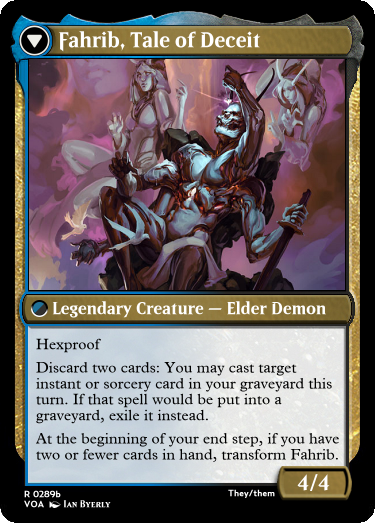 Fahrib, Tale of Deceit
Legendary Creature — Elder Demon
Hexproof
Discard two cards: You may cast target
instant or sorcery card in your graveyard this
turn. If that spell would be put into a
graveyard, exile it instead.
At the beginning of your end step, if you have
two or fewer cards in hand, transform Fahrib.
4/4
R 0289b
VOA Ian Byerly
They/them